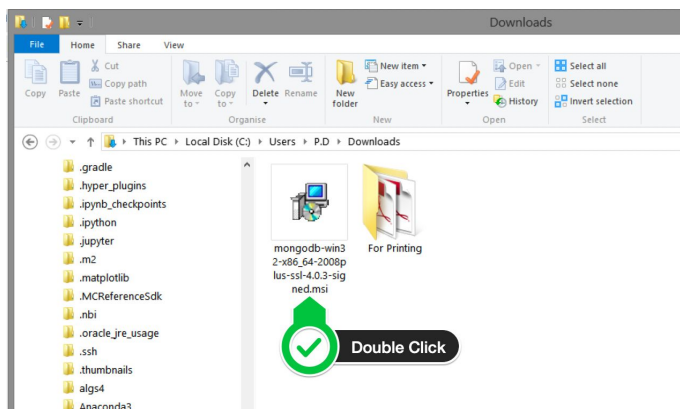 Downloads
File Home Share View
Copy
Paste
Cut
Copy path
Paste shortcut
Move to
Copy to
Delete
Rename
New folder
New item
Easy access
Properties
Open
Edit
History
Select all
Select none
Invert selection
Clipboard Organise New Open Select
This PC Local Disk (C:) Users P.D Downloads
.gradle
.hyper_plugins
.ipynb_checkpoints
.ipython
.jupyter
.m2
.matplotlib
.MCReferenceSdk
.nbi
.oracle_jre_usage
.ssh
.thumbnails
algs4
Anaconda3
mongodb-win3
2-x86_64-2008p
lus-ssl-4.0.3-sig
ned.msi
For Printing
Double Click